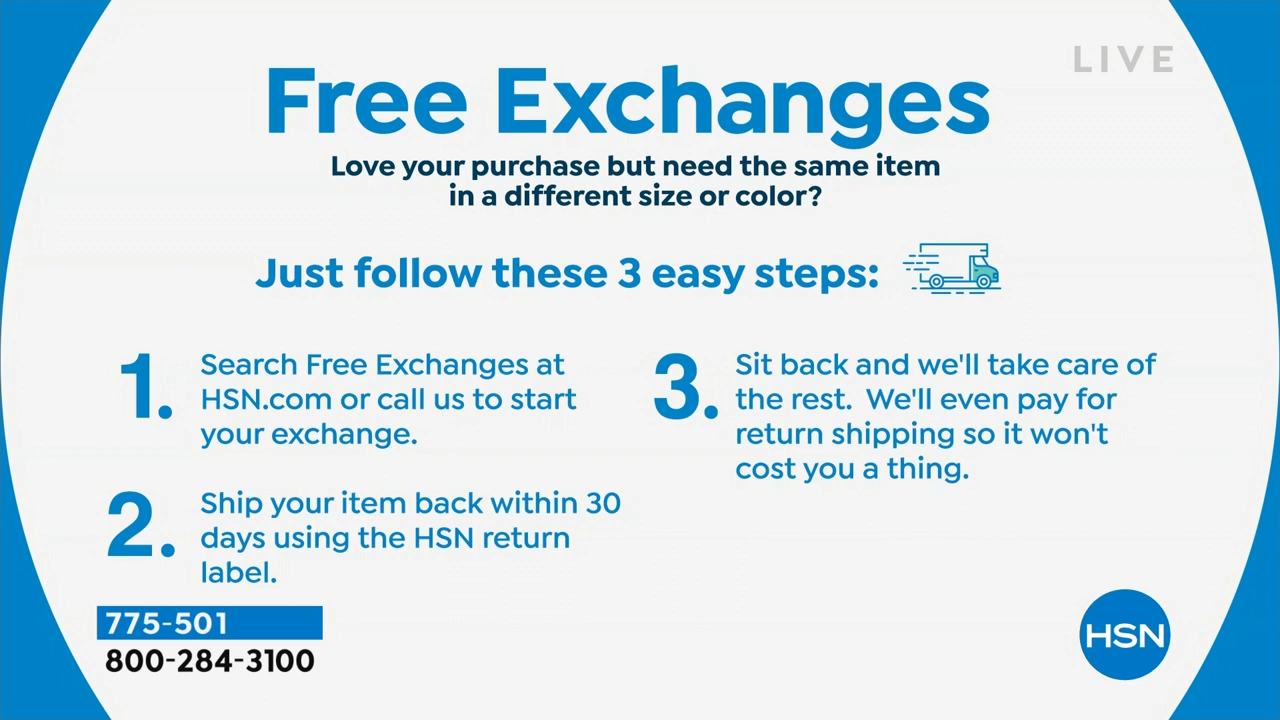 LIVE
Free Exchanges
Love your purchase but need the same item
in a different size or color?
Just follow these 3 easy steps:
1. Search Free Exchanges at
HSN.com or call us to start
your exchange.
2. Ship your item back within 30
days using the HSN return
label.
3. Sit back and we'll take care of
the rest.  We'll even pay for
return shipping so it won't
cost you a thing.
775-501
800-284-3100
HSN